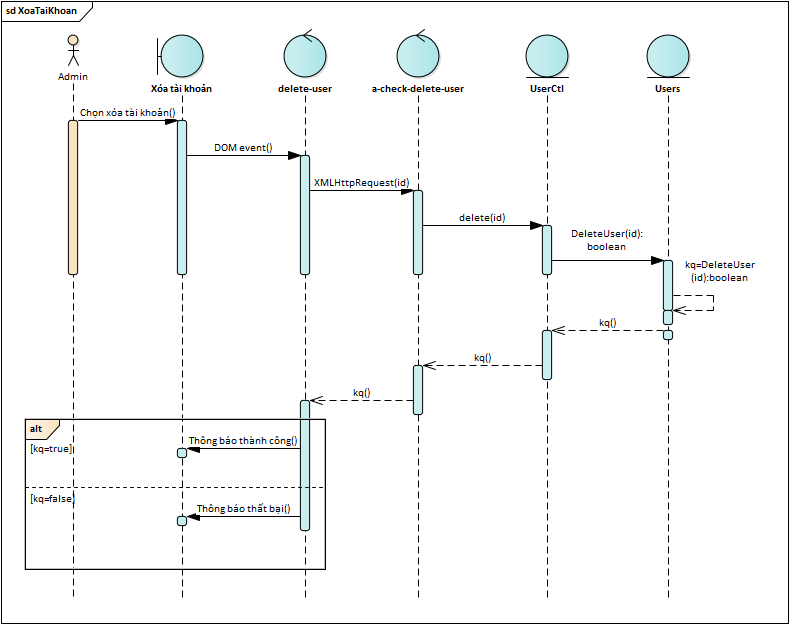 sd XoaTaiKhoan
Admin
Xóa tài khoản
delete-user
a-check-delete-user
UserCtl
Users
Chọn xóa tài khoản()
DOM event()
XMLHttpRequest(id)
delete(id)
DeleteUser(id):
boolean
kq=DeleteUser
(id):boolean
kq()
kq()
kq()
alt
[kq=true]
Thông báo thành công()
[kq=false]
Thông báo thất bại()